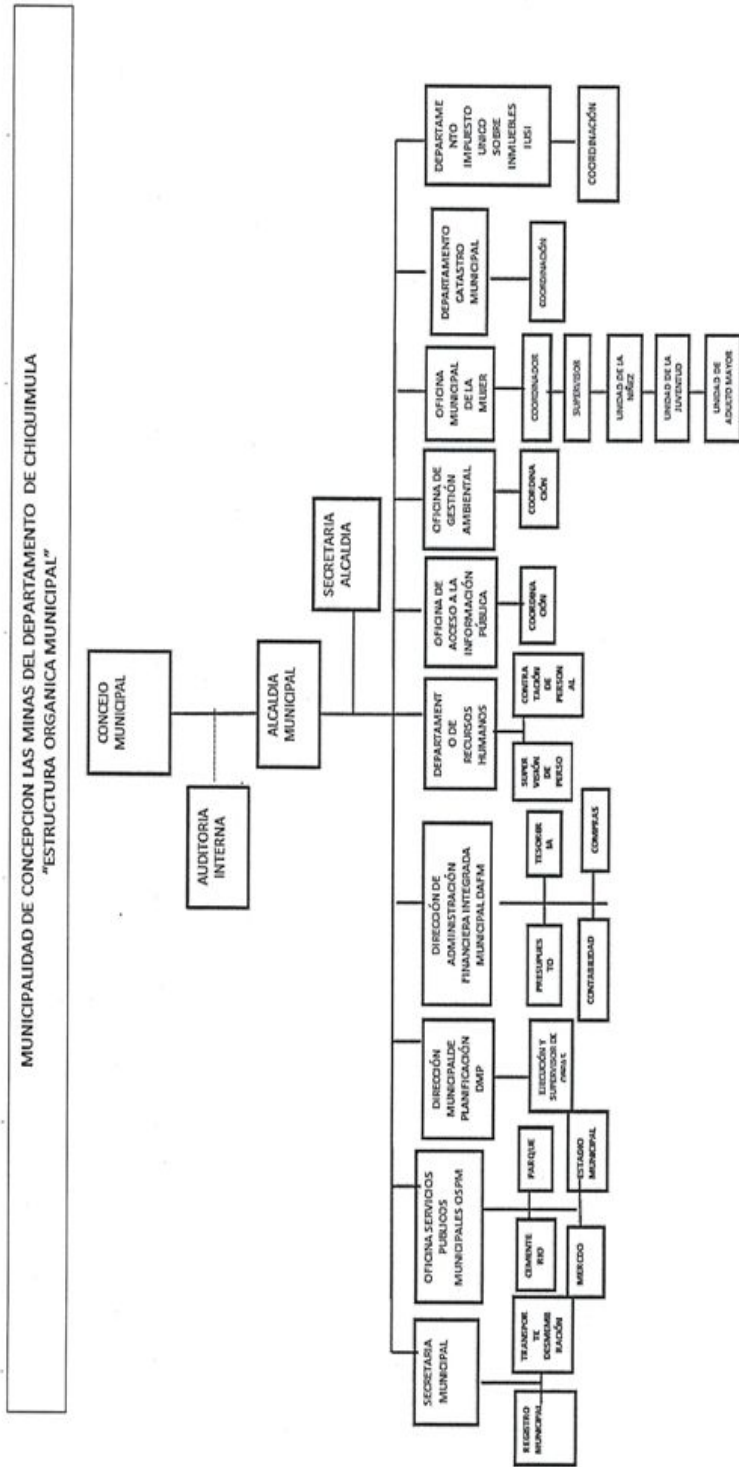 MUNICIPALIDAD DE CONCEPCION LAS MINAS DEL DEPARTAMENTO DE CHIQUIMULA
"ESTRUCTURA ORGANICA MUNICIPAL"
CONCEJO
MUNICIPAL
AUDITORIA
INTERNA
ALCALDIA
MUNICIPAL
SECRETARIA
ALCALDIA
SECRETARIA
MUNICIPAL
REGISTRO
MUNICIPAL
TRANSPOR
TE
DESMEMB
RACIÓN
OFICINA SERVICIOS
PUBLICOS
MUNICIPALES OSPM
CEMENTE
RIO
PARQUE
MERCDO
ESTADIO
MUNICIPAL
DIRECCIÓN
MUNICIPALDE
PLANIFICACIÓN
DMP
EJECUCIÓN Y
SUPERVISOR DE
OBRAS
DIRECCIÓN DE
ADMINISTRACIÓN
FINANCIERA INTEGRADA
MUNICIPAL DAFM
PRESUPUES
TO
TESORER
IA
CONTABILIDAD
COMPRAS
DEPARTAMENT
O DE
RECURSOS
HUMANOS
SUPER
VISIÓN
DE
PERSO
CONTRA
TACIÓN
DE
PERSON
AL
OFICINA DE
ACCESO A LA
INFORMACIÓN
PÚBLICA
COORDINA
CIÓN
OFICINA DE
GESTIÓN
AMBIENTAL
COORDINA
CIÓN
OFICINA
MUNICIPAL
DE LA
MUJER
COORDINADOR
SUPERVISOR
UNIDAD DE LA
NIÑEZ
UNIDAD DE LA
JUVENTUD
UNIDAD DE
ADULTO MAYOR
DEPARTAMENTO
CATASTRO
MUNICIPAL
COORDINACIÓN
DEPARTAME
NTO
IMPUESTO
UNICO
SOBRE
INMUEBLES
IUSI
COORDINACIÓN